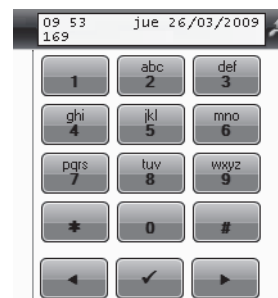 09 53 jue 26/03/2009
169
1 abc 2 def 3
ghi 4 jkl 5 mno 6
pqrs 7 tuv 8 wxyz 9
* 0 #
◄ ✓ ►